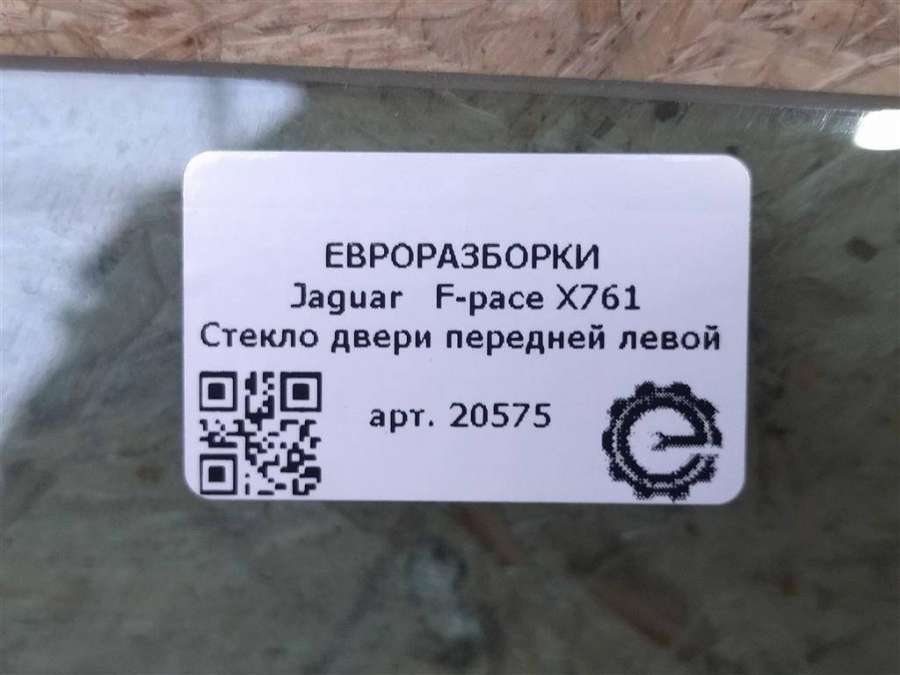 ЕВРОРАЗБОРКИ
Jaguar F-pace X761
Стекло двери передней левой
арт. 20575